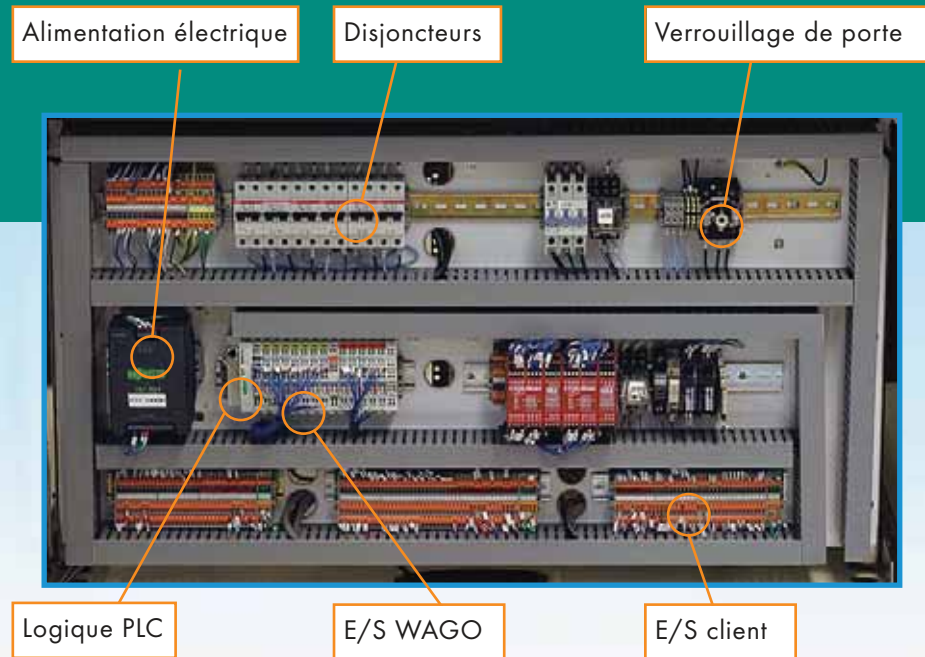 Alimentation électrique
Disjoncteurs
Verrouillage de porte
Logique PLC
E/S WAGO
E/S client